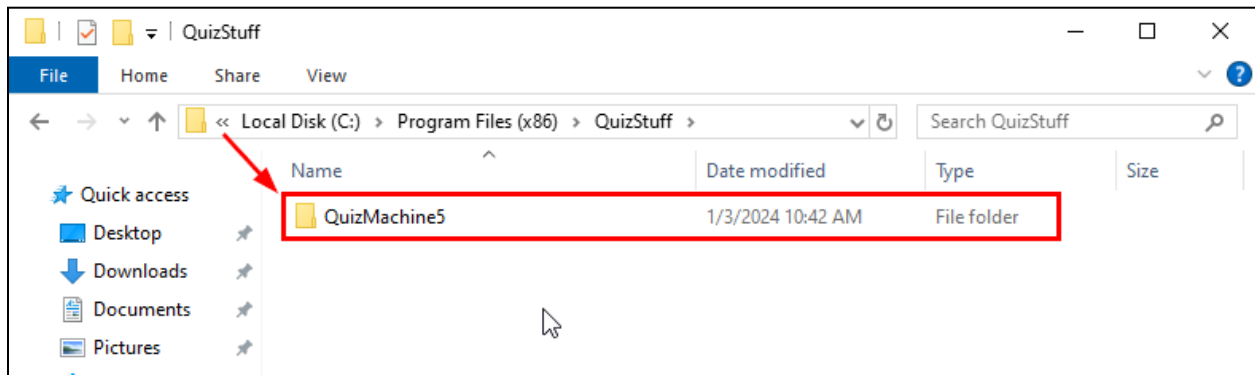 QuizStuff
File Home Share View
« Local Disk (C:) > Program Files (x86) > QuizStuff > Search QuizStuff
Name Date modified Type Size
Quick access
QuizMachine5 1/3/2024 10:42 AM File folder
Desktop
Downloads
Documents
Pictures